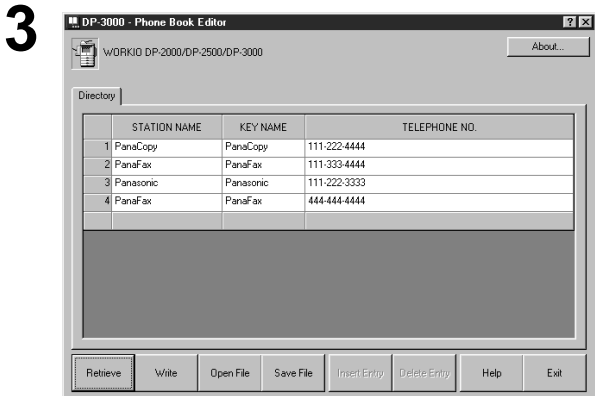 3
DP-3000 - Phone Book Editor
WORKIO DP-2000/DP-2500/DP-3000
About...
Directory
STATION NAME KEY NAME TELEPHONE NO.
1 PanaCopy PanaCopy 111-222-4444
2 PanaFax PanaFax 111-333-4444
3 Panasonic Panasonic 111-222-3333
4 PanaFax PanaFax 444-444-4444
Retrieve Write Open File Save File Insert Entry Delete Entry Help Exit